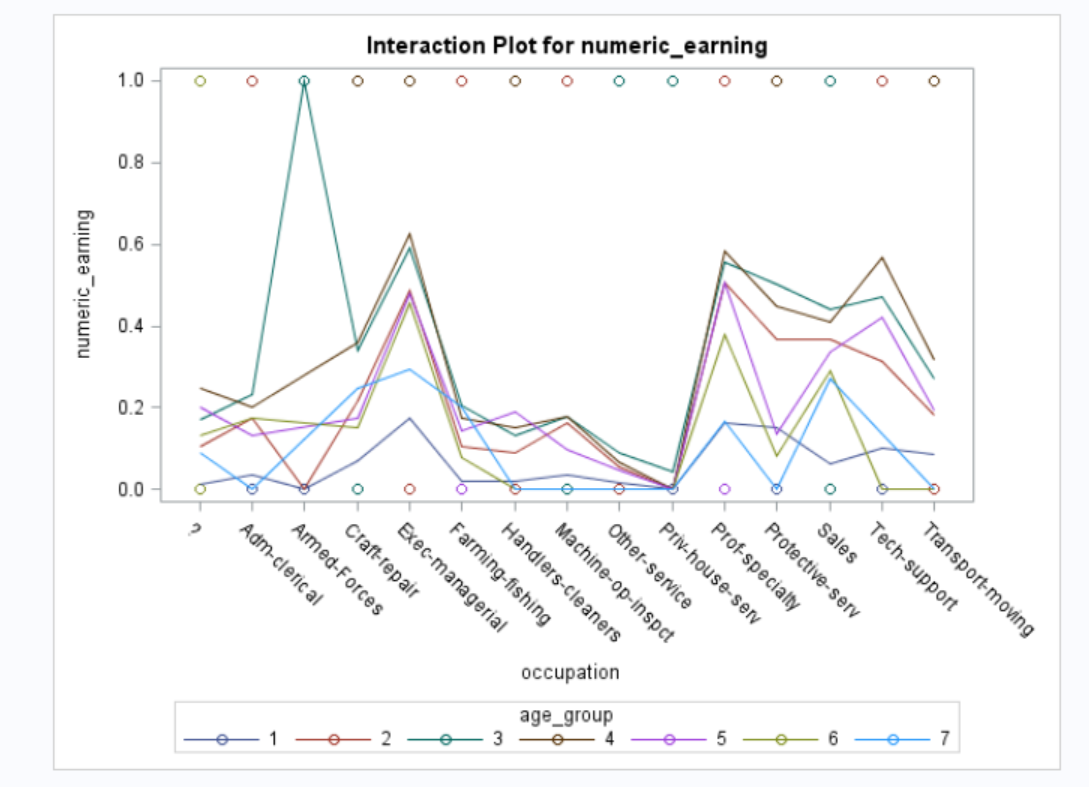 Interaction Plot for numeric_earning
numeric_earning
1.0
0.8
0.6
0.4
0.2
0.0
?
Adm-clerical
Armed-Forces
Craft-repair
Exec-managerial
Farming-fishing
Handlers-cleaners
Machine-op-inspct
Other-service
Priv-house-serv
Prof-specialty
Protective-serv
Sales
Tech-support
Transport-moving
occupation
age_group
1 2 3 4 5 6 7